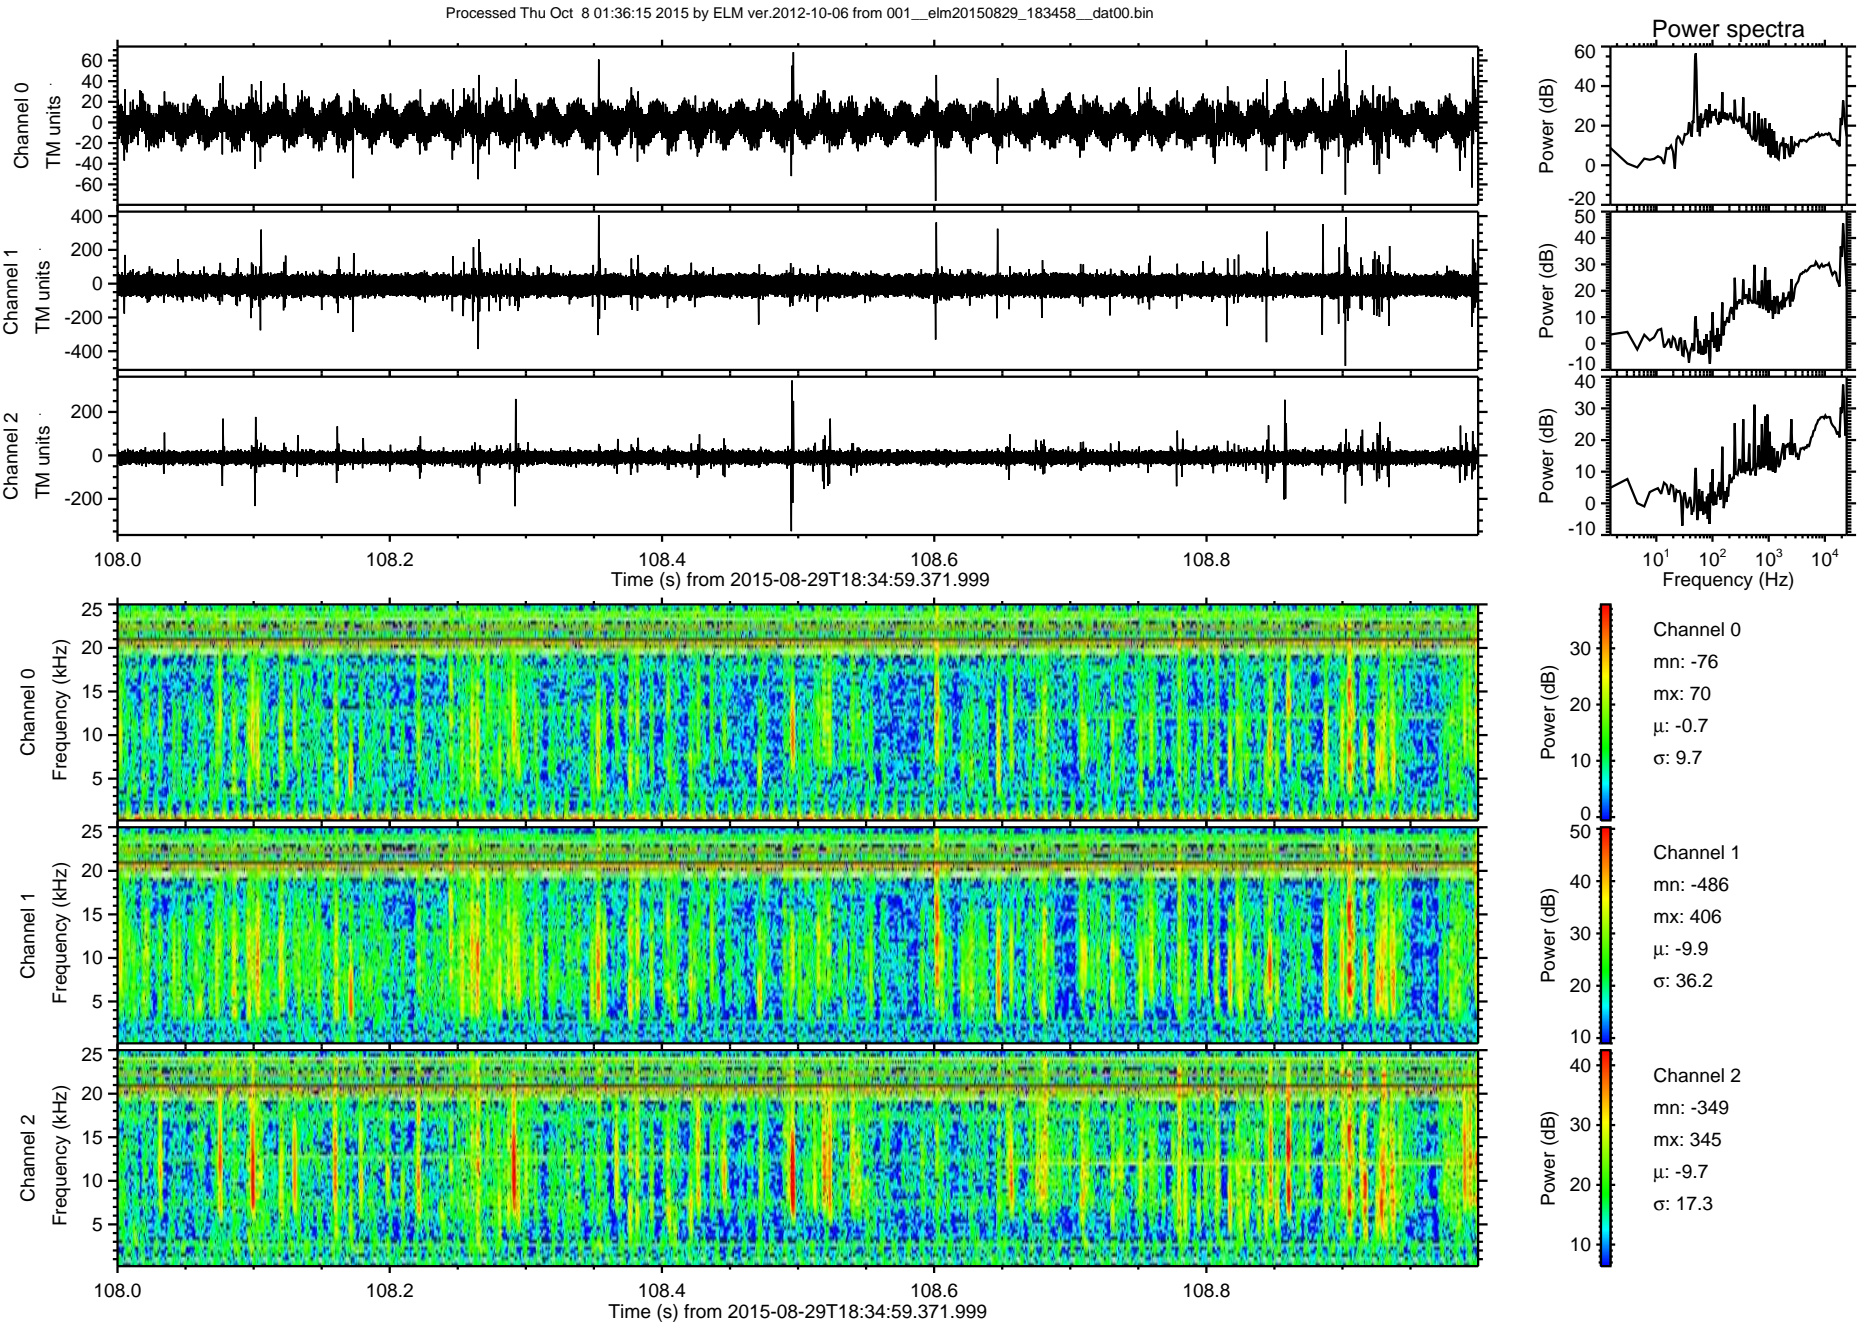 Processed Thu Oct  8 01:36:15 2015 by ELM ver.2012-10-06 from 001__elm20150829_183458__dat00.bin
Power spectra
Channel 0
TM units
60
40
20
0
-20
-40
-60
Power (dB)
60
40
20
0
-20
Channel 1
TM units
400
200
0
-200
-400
Power (dB)
50
40
30
20
10
0
-10
Channel 2
TM units
200
0
-200
Power (dB)
40
30
20
10
0
-10
108.0 108.2 108.4 108.6 108.8
Time (s) from 2015-08-29T18:34:59.371.999
10^1 10^2 10^3 10^4
Frequency (Hz)
Channel 0
Frequency (kHz)
25
20
15
10
5
Power (dB)
30
20
10
0
Channel 0
mn: -76
mx: 70
μ: -0.7
σ: 9.7
Channel 1
Frequency (kHz)
25
20
15
10
5
Power (dB)
50
40
30
20
10
Channel 1
mn: -486
mx: 406
μ: -9.9
σ: 36.2
Channel 2
Frequency (kHz)
25
20
15
10
5
Power (dB)
40
30
20
10
Channel 2
mn: -349
mx: 345
μ: -9.7
σ: 17.3
108.0 108.2 108.4 108.6 108.8
Time (s) from 2015-08-29T18:34:59.371.999